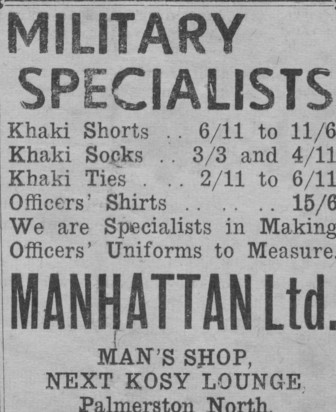 MILITARY
SPECIALISTS
Khaki Shorts .. 6/11 to 11/6
Khaki Socks .. 3/3 and 4/11
Khaki Ties . .. 2/11 to 6/11
Officers' Shirts .. .. .. 15/6
We are Specialists in Making
Officers' Uniforms to Measure.
MANHATTAN Ltd.
MAN'S SHOP,
NEXT KOSY LOUNGE,
Palmerston North.